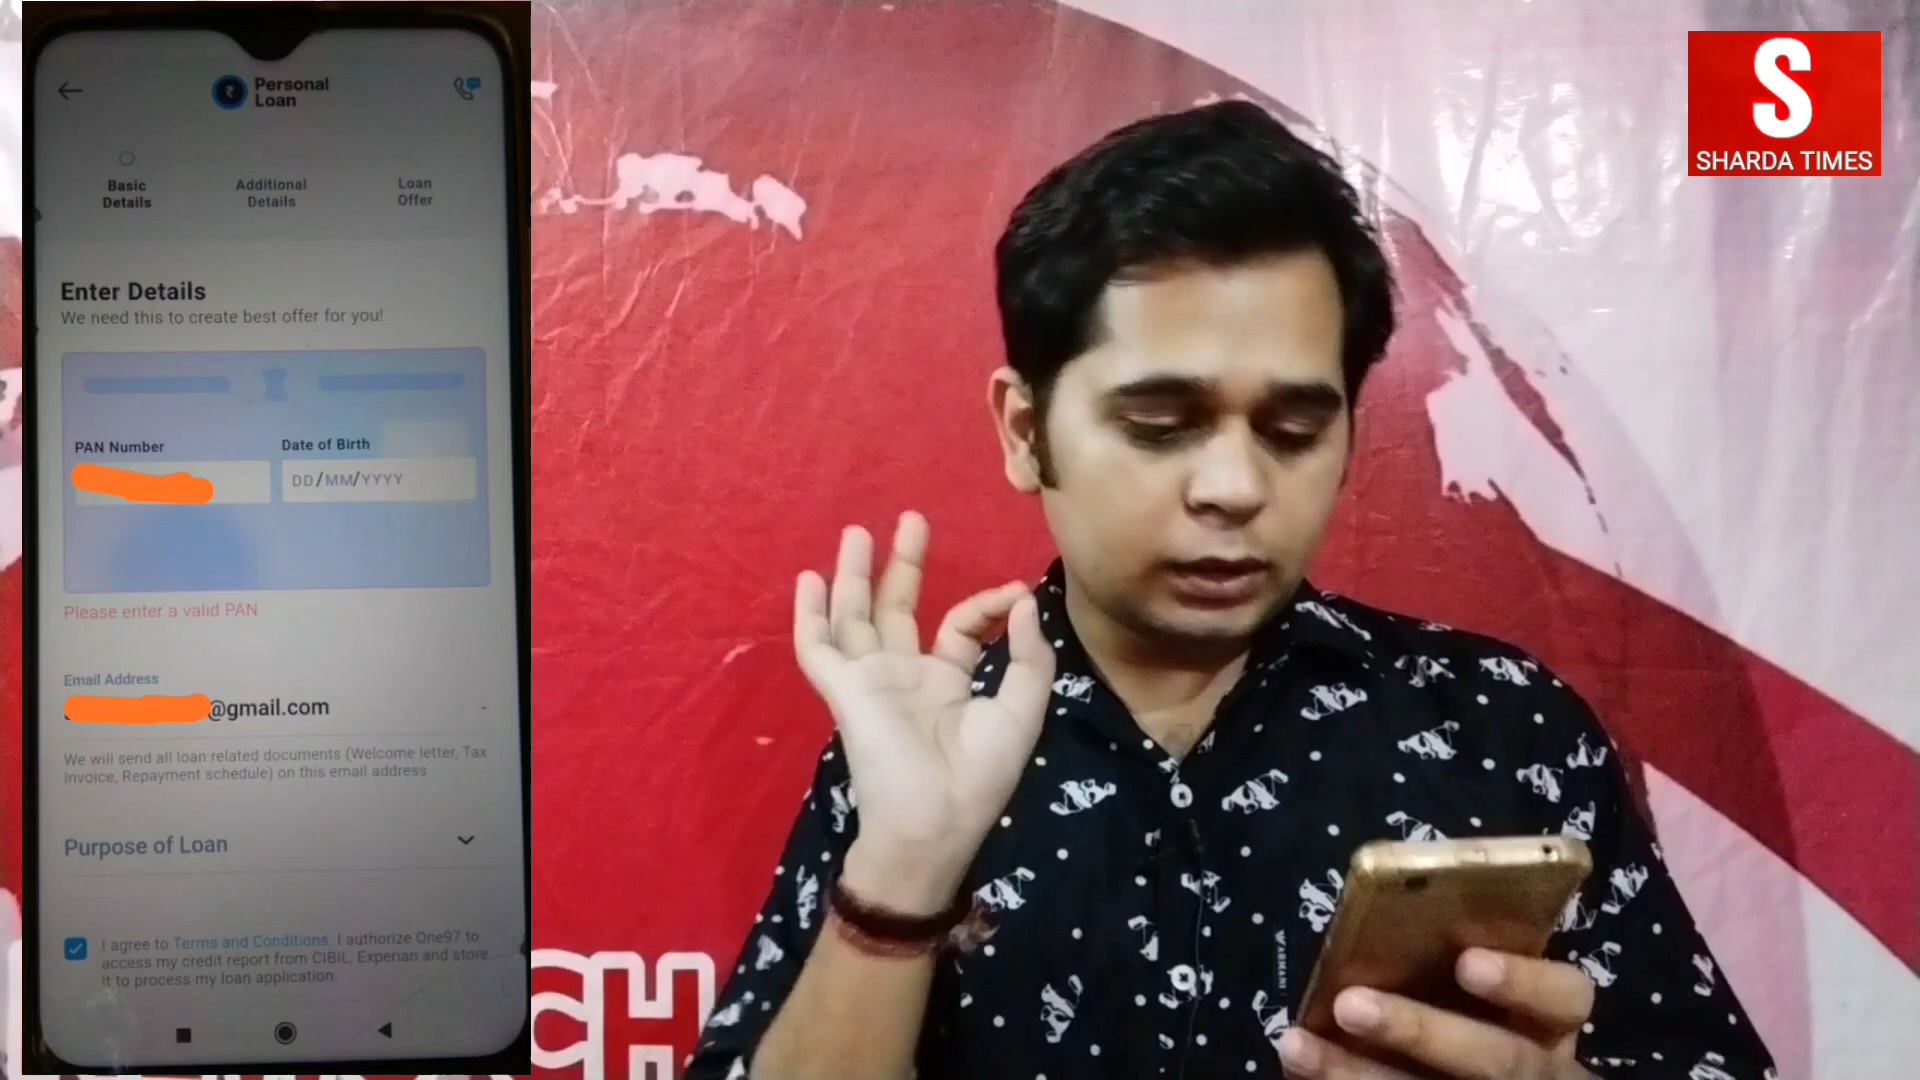 Personal
Loan
Basic
Details
Additional
Details
Loan
Offer
Enter Details
We need this to create best offer for you!
PAN Number
Date of Birth
DD/MM/YYYY
Please enter a valid PAN
Email Address
@gmail.com
We will send all loan related documents (Welcome letter, Tax
Invoice, Repayment schedule) on this email address
Purpose of Loan
I agree to Terms and Conditions. I authorize One97 to
access my credit report from CIBIL, Experian and store
it to process my loan application.
S
SHARDA TIMES
CH